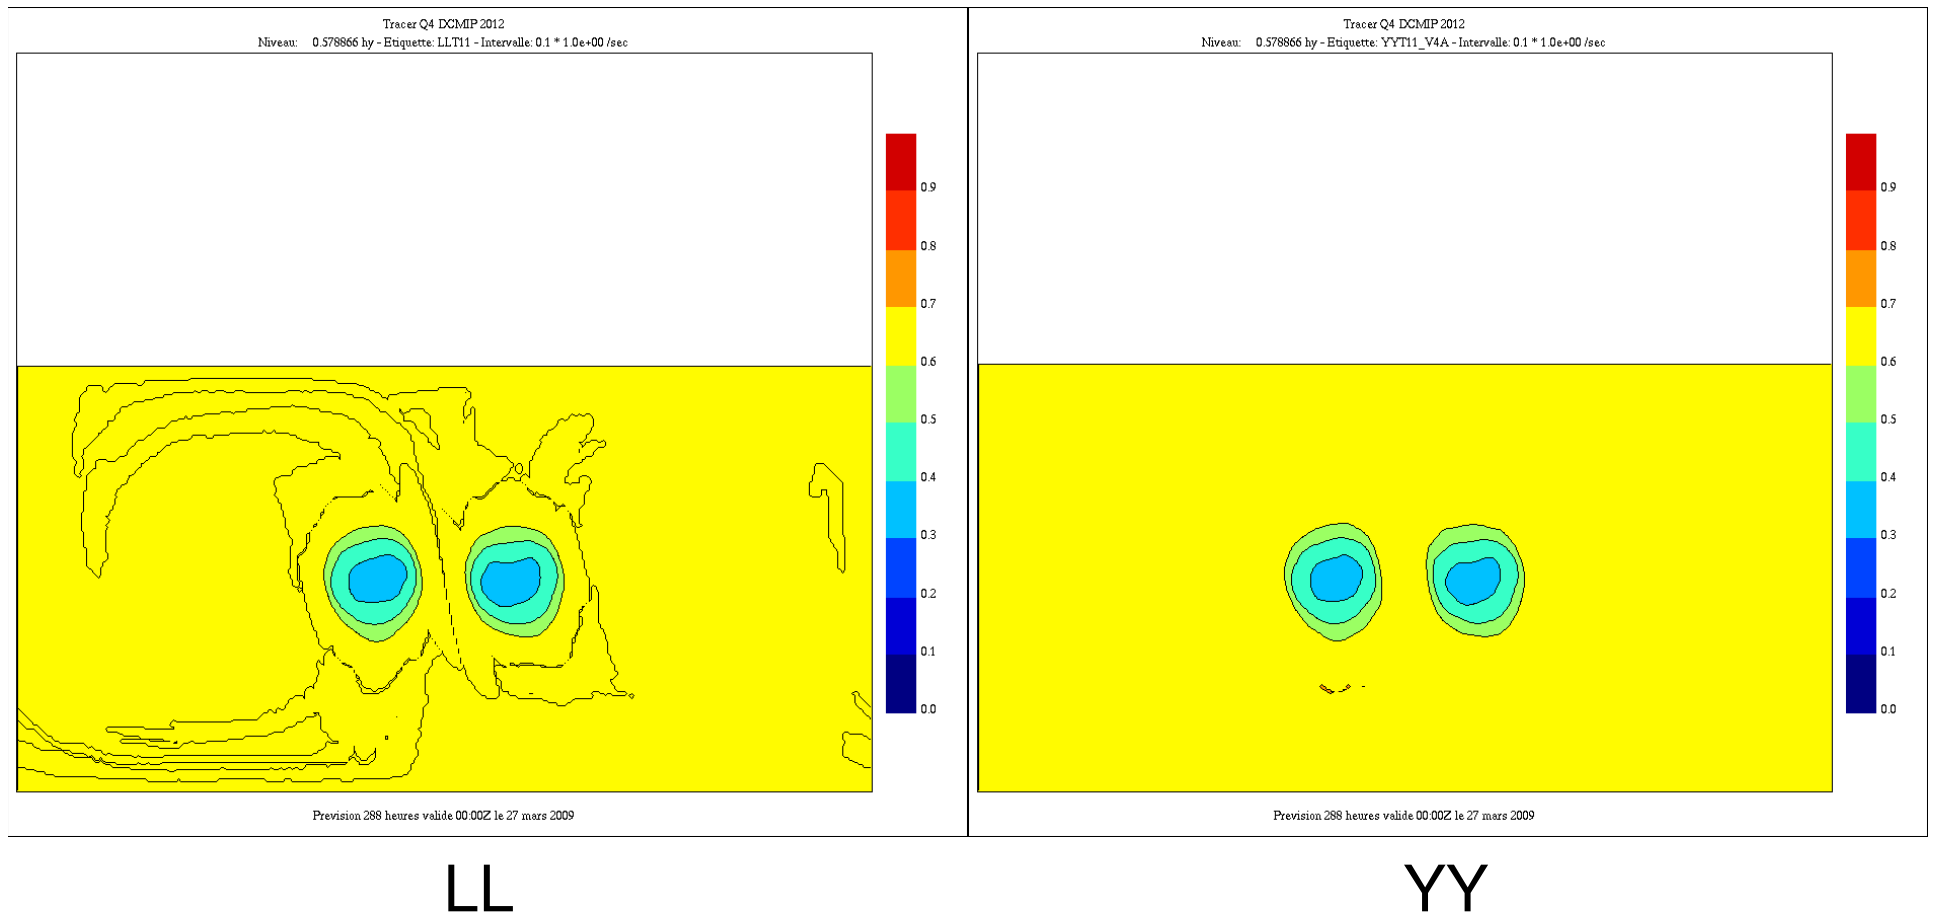 Tracer Q4 DCMIP 2012
Niveau: 0.578866 hy - Etiquette: LLT11 - Intervalle: 0.1 * 1.0e+00 /sec
0.9
0.8
0.7
0.6
0.5
0.4
0.3
0.2
0.1
0.0
Prevision 288 heures valide 00:00Z le 27 mars 2009
LL
Tracer Q4 DCMIP 2012
Niveau: 0.578866 hy - Etiquette: YYT11_V4A - Intervalle: 0.1 * 1.0e+00 /sec
0.9
0.8
0.7
0.6
0.5
0.4
0.3
0.2
0.1
0.0
Prevision 288 heures valide 00:00Z le 27 mars 2009
YY